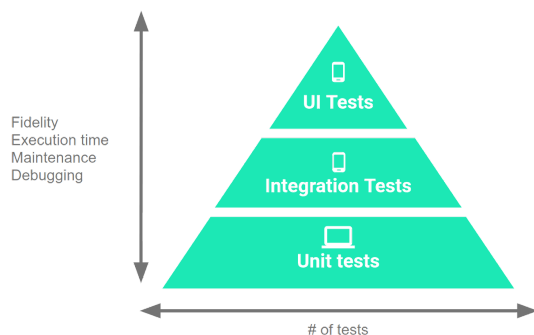 Fidelity
Execution time
Maintenance
Debugging
UI Tests
Integration Tests
Unit tests
# of tests